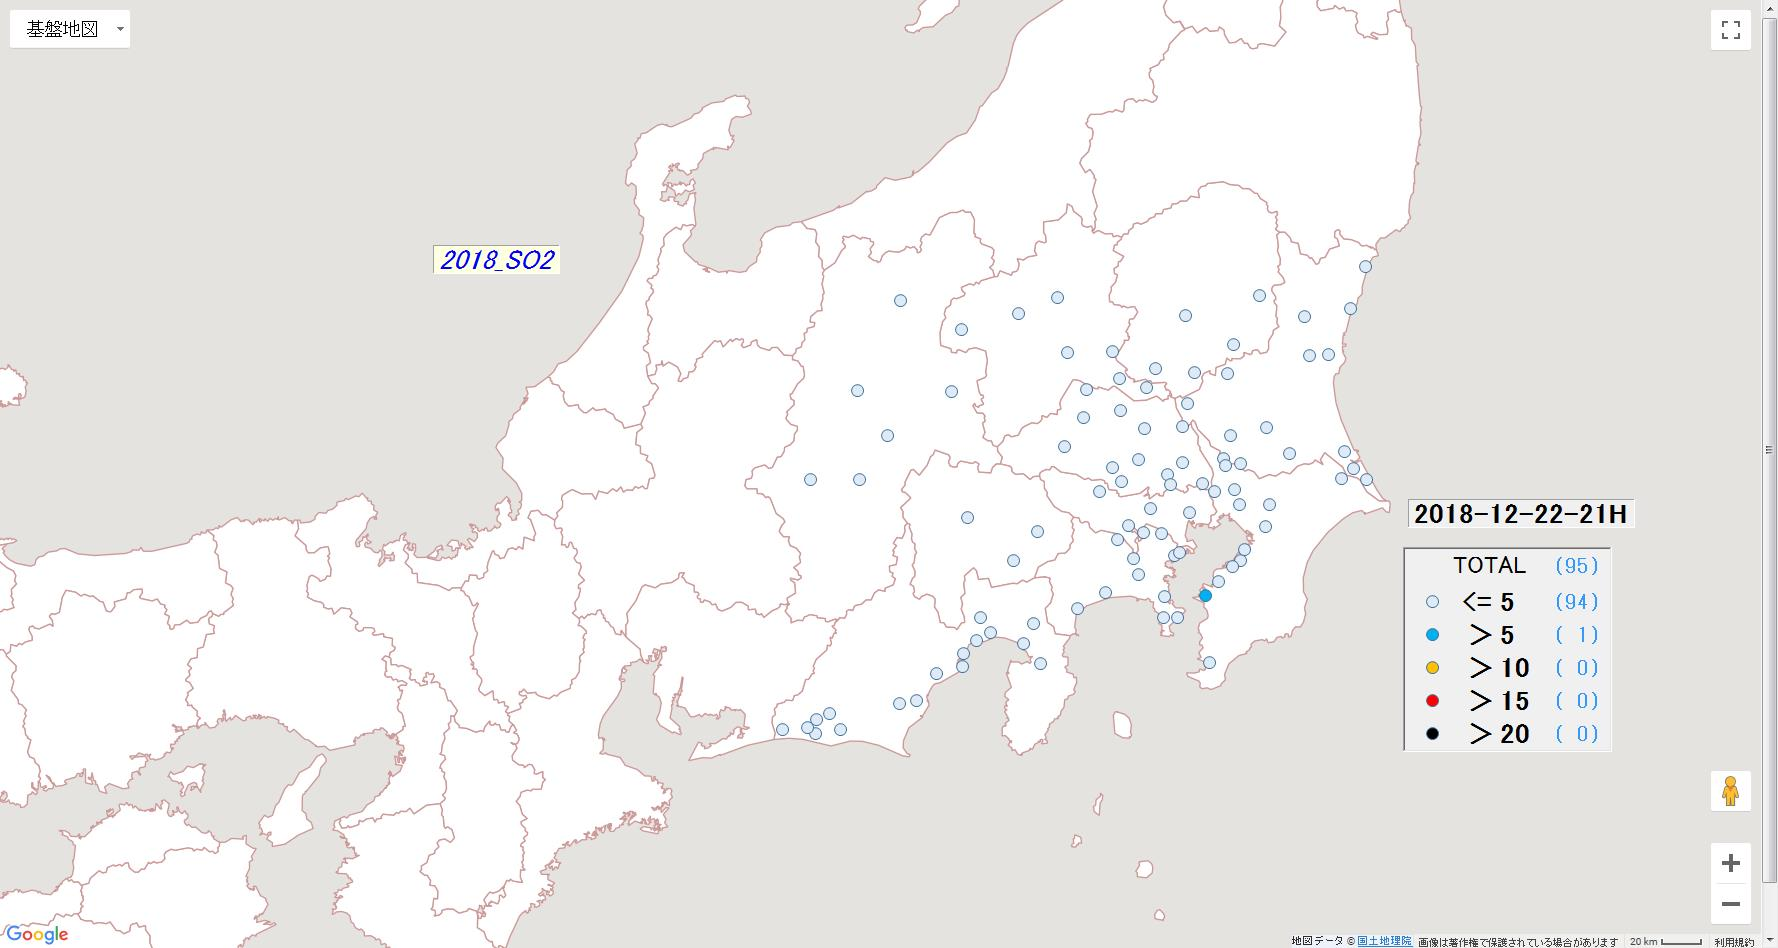 基盤地図
2018_SO2
2018-12-22-21H
TOTAL (95)
<= 5 (94)
> 5 ( 1)
> 10 ( 0)
> 15 ( 0)
> 20 ( 0)
Google
地図データ © 国土地理院 画像は著作権で保護されている場合があります 20 km 利用規約